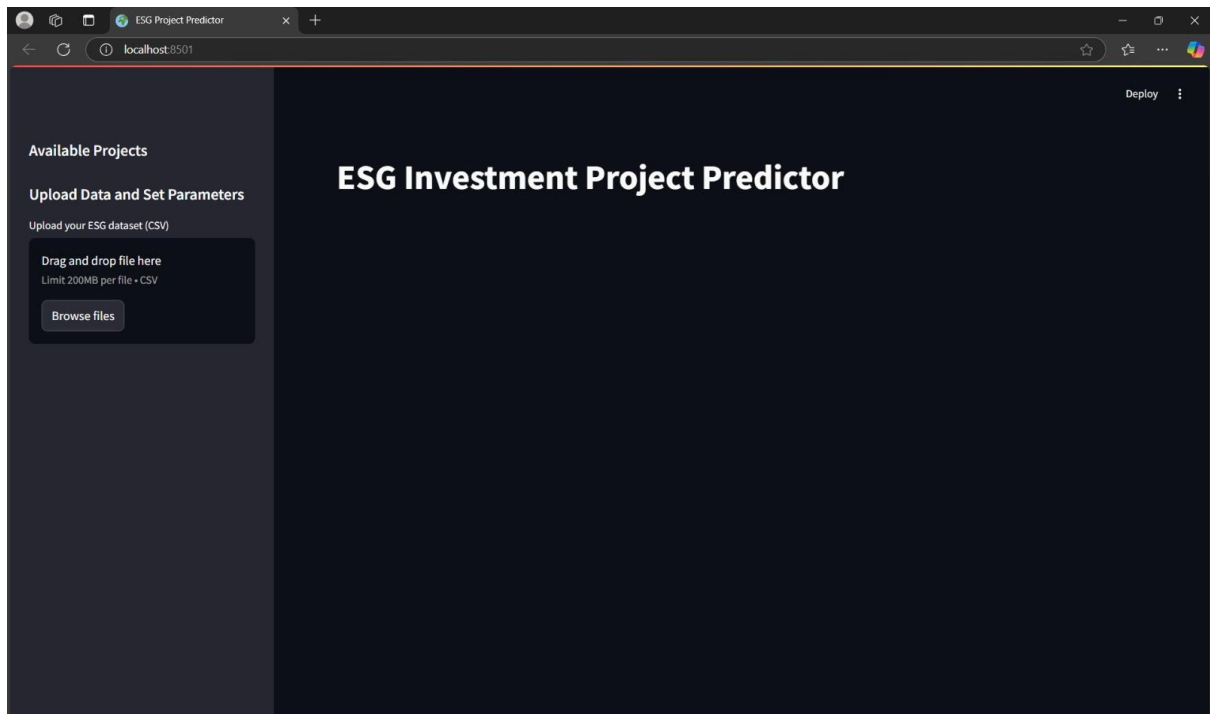 ESG Project Predictor
localhost:8501
Deploy
Available Projects
Upload Data and Set Parameters
Upload your ESG dataset (CSV)
Drag and drop file here
Limit 200MB per file • CSV
Browse files
ESG Investment Project Predictor